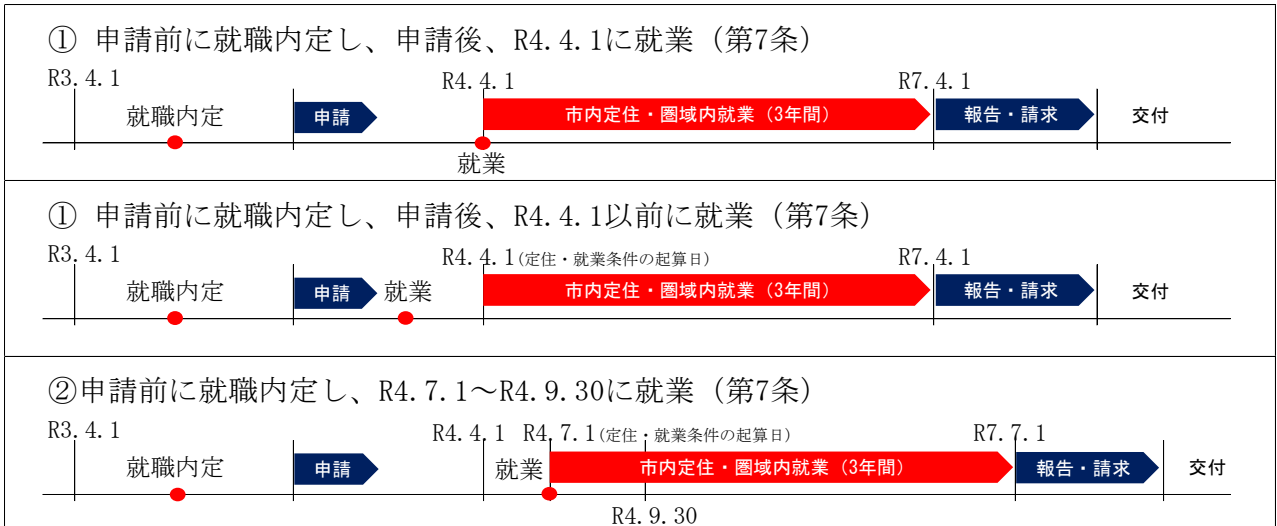 ① 申請前に就職内定し、申請後、R4.4.1に就業（第7条）
R3.4.1 R4.4.1 R7.4.1
就職内定 申請 市内定住・圏域内就業（3年間） 報告・請求 交付
就業
① 申請前に就職内定し、申請後、R4.4.1以前に就業（第7条）
R3.4.1 R4.4.1(定住・就業条件の起算日) R7.4.1
就職内定 申請 就業 市内定住・圏域内就業（3年間） 報告・請求 交付
②申請前に就職内定し、R4.7.1～R4.9.30に就業（第7条）
R3.4.1 R4.4.1 R4.7.1(定住・就業条件の起算日) R7.7.1
就職内定 申請 就業 市内定住・圏域内就業（3年間） 報告・請求 交付
R4.9.30